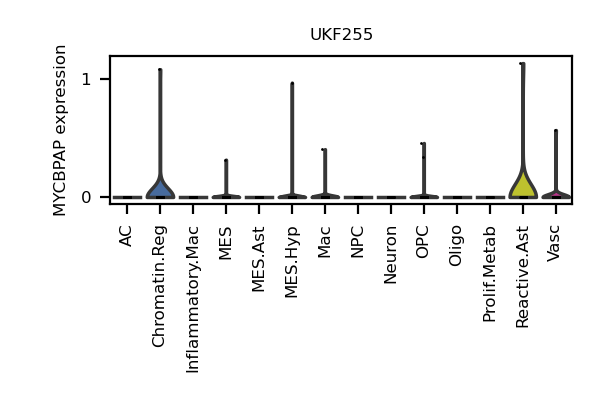 UKF255
MYCBPAP expression
1
0
AC
Chromatin.Reg
Inflammatory.Mac
MES
MES.Ast
MES.Hyp
Mac
NPC
Neuron
OPC
Oligo
Prolif.Metab
Reactive.Ast
Vasc